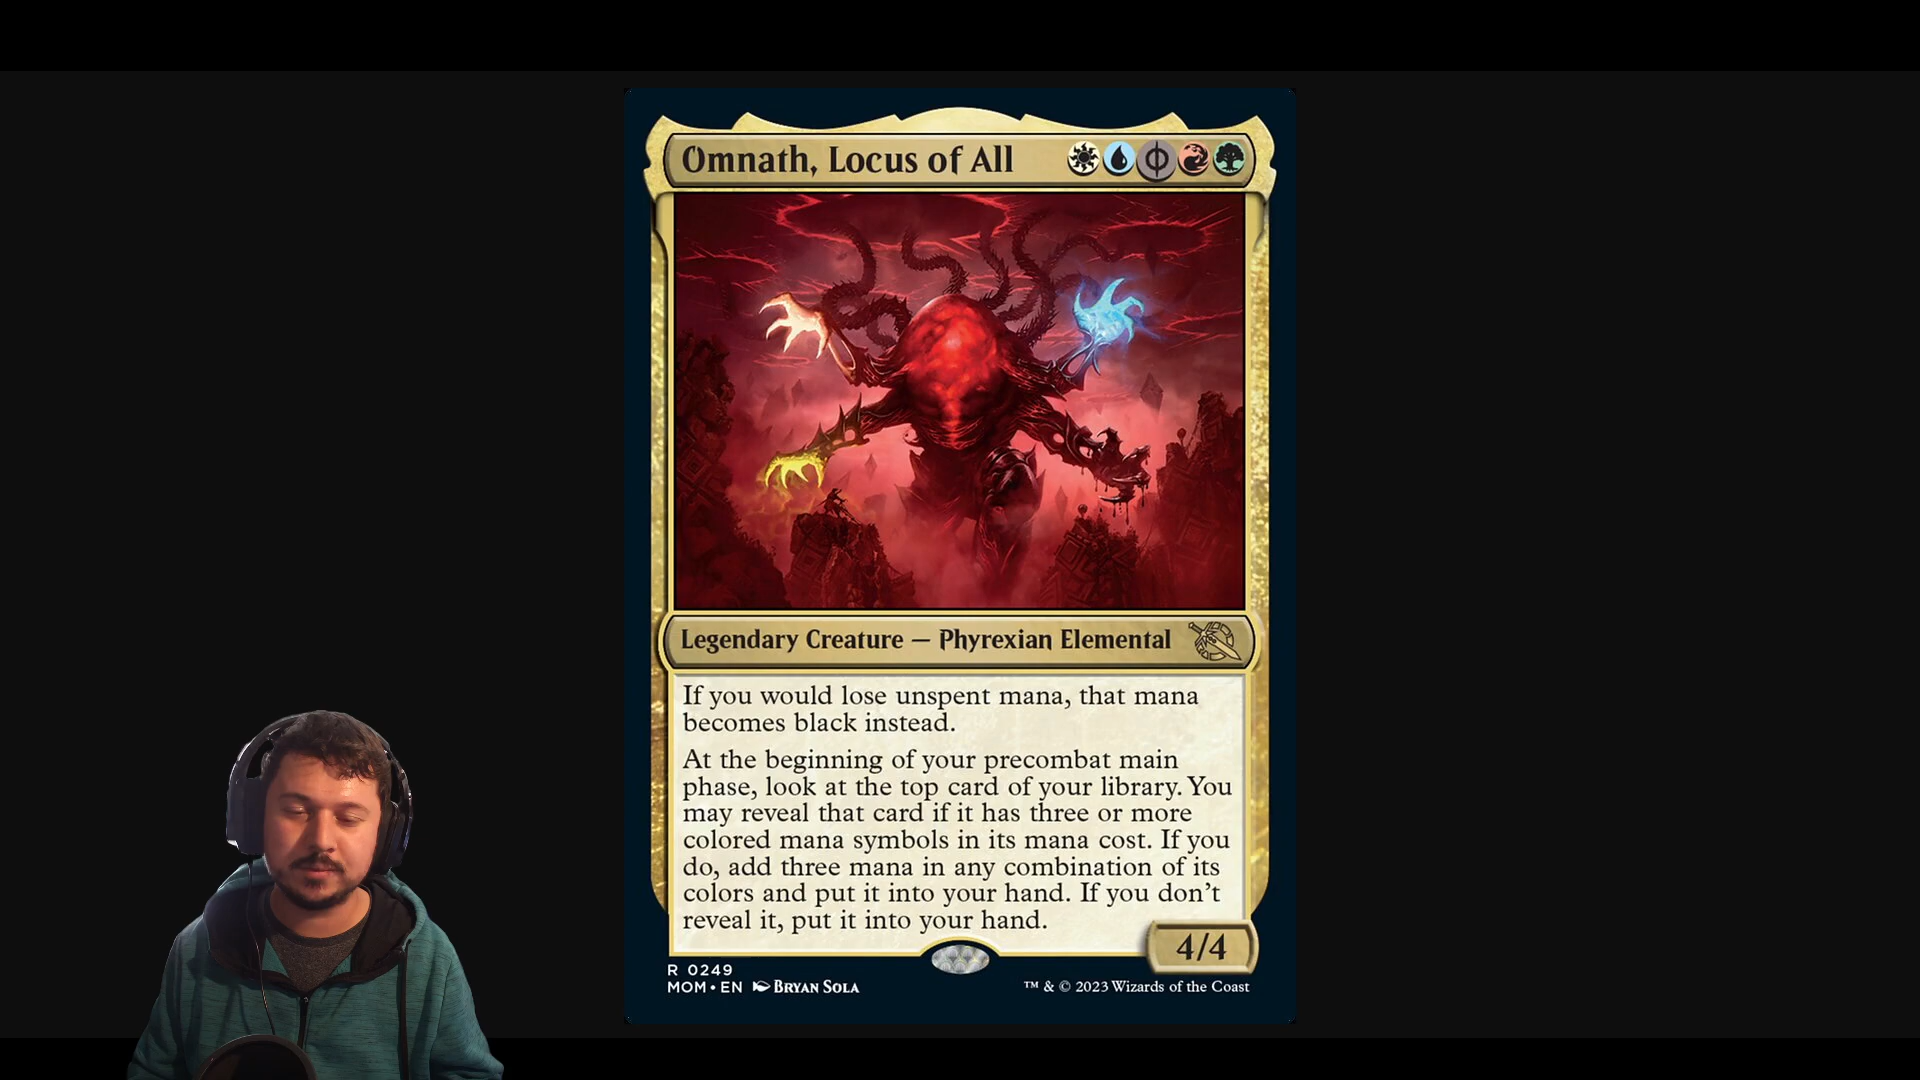 Omnath, Locus of All
Legendary Creature — Phyrexian Elemental
If you would lose unspent mana, that mana
becomes black instead.
At the beginning of your precombat main
phase, look at the top card of your library. You
may reveal that card if it has three or more
colored mana symbols in its mana cost. If you
do, add three mana in any combination of its
colors and put it into your hand. If you don't
reveal it, put it into your hand.
4/4
R 0249
MOM • EN Bryan Sola
™ & © 2023 Wizards of the Coast